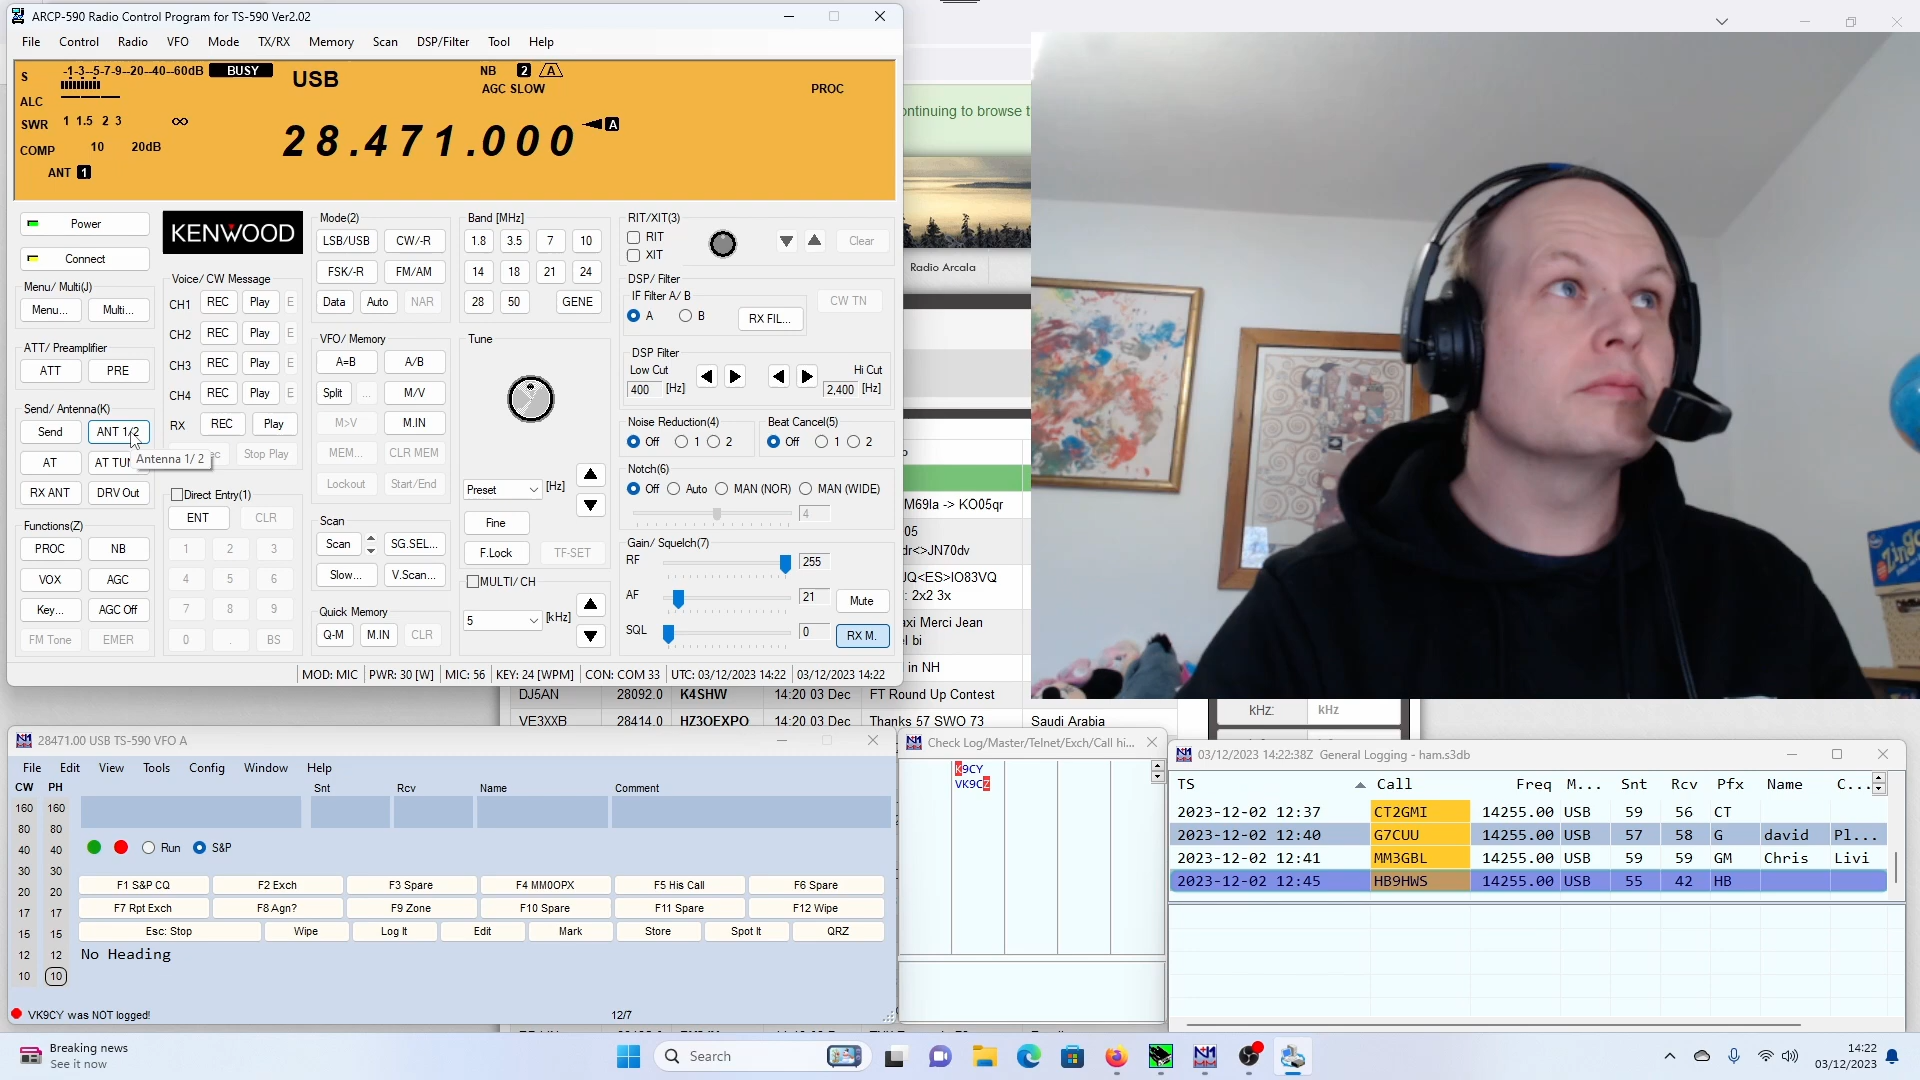 ARCP-590 Radio Control Program for TS-590 Ver2.02
File Control Radio VFO Mode TX/RX Memory Scan DSP/Filter Tool Help
S -1-3--5-7-9--20--40--60dB BUSY USB NB 2 A
AGC SLOW PROC
ALC
SWR 1 1.5 2 3 ∞
28.471.000 A
COMP 10 20dB
ANT 1
Power
Connect
Menu/ Multi(J)
Menu... Multi...
ATT/ Preamplifier
ATT PRE
Send/ Antenna(K)
Send ANT 1/2
AT AT TUN
Antenna 1/ 2
RX ANT DRV Out
Functions(Z)
PROC NB
VOX AGC
Key... AGC Off
FM Tone EMER
KENWOOD
Voice/ CW Message
CH1 REC Play E
CH2 REC Play E
CH3 REC Play E
CH4 REC Play E
RX REC Play
ec Stop Play
Direct Entry(1)
ENT CLR
1 2 3
4 5 6
7 8 9
0 . BS
Mode(2)
LSB/USB CW/-R
FSK/-R FM/AM
Data Auto NAR
VFO/ Memory
A=B A/B
Split ... M/V
M>V M.IN
MEM... CLR MEM
Lockout Start/End
Scan
Scan SG.SEL...
Slow... V.Scan...
Quick Memory
Q-M M.IN CLR
Band [MHz]
1.8 3.5 7 10
14 18 21 24
28 50 GENE
Tune
Preset [Hz]
Fine
F.Lock TF-SET
MULTI/ CH
5 [kHz]
RIT/XIT(3)
RIT
XIT
Clear
DSP/ Filter
IF Filter A/ B
A B RX FIL...
CW TN
DSP Filter
Low Cut Hi Cut
400 [Hz] 2,400 [Hz]
Noise Reduction(4) Beat Cancel(5)
Off 1 2 Off 1 2
Notch(6)
Off Auto MAN (NOR) MAN (WIDE)
4
Gain/ Squelch(7)
RF 255
AF 21 Mute
SQL 0 RX M.
MOD: MIC PWR: 30 [W] MIC: 56 KEY: 24 [WPM] CON: COM 33 UTC: 03/12/2023 14:22 03/12/2023 14:22
ontinuing to browse t
Radio Arcala
o
M69la -> KO05qr
05
dr<>JN70dv
JQ<ES>IO83VQ
: 2x2 3x
axi Merci Jean
el bi
in NH
DJ5AN 28092.0 K4SHW 14:20 03 Dec FT Round Up Contest
VE3XXB 28414.0 HZ3OEXPO 14:20 03 Dec Thanks 57 SWO 73 Saudi Arabia
kHz: kHz
Zingo
28471.00 USB TS-590 VFO A
File Edit View Tools Config Window Help
CW PH Snt Rcv Name Comment
160 160
80 80
40 40
30 30
20 20
17 17
15 15
12 12
10 10
Run S&P
F1 S&P CQ F2 Exch F3 Spare F4 MM0OPX F5 His Call F6 Spare
F7 Rpt Exch F8 Agn? F9 Zone F10 Spare F11 Spare F12 Wipe
Esc: Stop Wipe Log It Edit Mark Store Spot It QRZ
No Heading
VK9CY was NOT logged! 12/7
Check Log/Master/Telnet/Exch/Call hi...
K9CY
VK9CZ
03/12/2023 14:22:38Z General Logging - ham.s3db
TS Call Freq M... Snt Rcv Pfx Name C...
2023-12-02 12:37 CT2GMI 14255.00 USB 59 56 CT
2023-12-02 12:40 G7CUU 14255.00 USB 57 58 G david Pl...
2023-12-02 12:41 MM3GBL 14255.00 USB 59 59 GM Chris Livi
2023-12-02 12:45 HB9HWS 14255.00 USB 55 42 HB
Breaking news
See it now
Search
14:22
03/12/2023